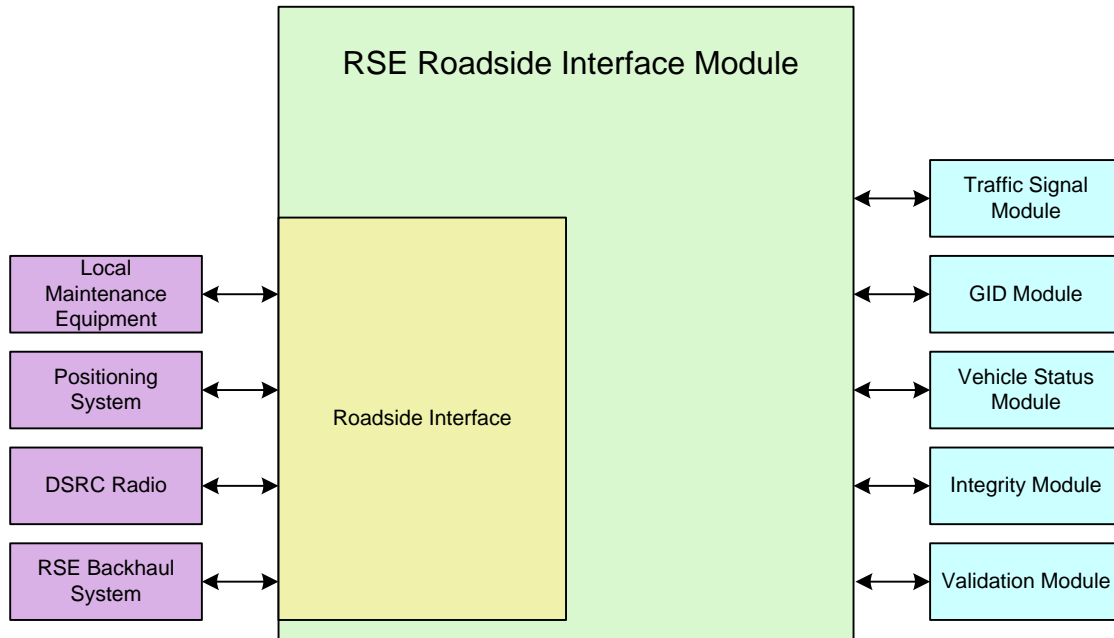 RSE Roadside Interface Module
Local
Maintenance
Equipment
Positioning
System
DSRC Radio
RSE Backhaul
System
Roadside Interface
Traffic Signal
Module
GID Module
Vehicle Status
Module
Integrity Module
Validation Module